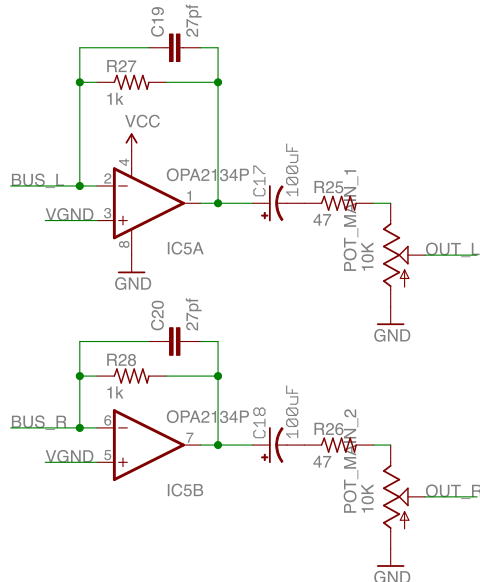 C19
27pf
R27
1k
VCC
4
BUS_L
2
OPA2134P
1
C17
100uF
R25
47
VGND
3
8
IC5A
GND
POT_MAIN_1
10K
OUT_L
GND
C20
27pf
R28
1k
BUS_R
6
OPA2134P
7
C18
100uF
R26
47
VGND
5
IC5B
POT_MAIN_2
10K
OUT_R
GND